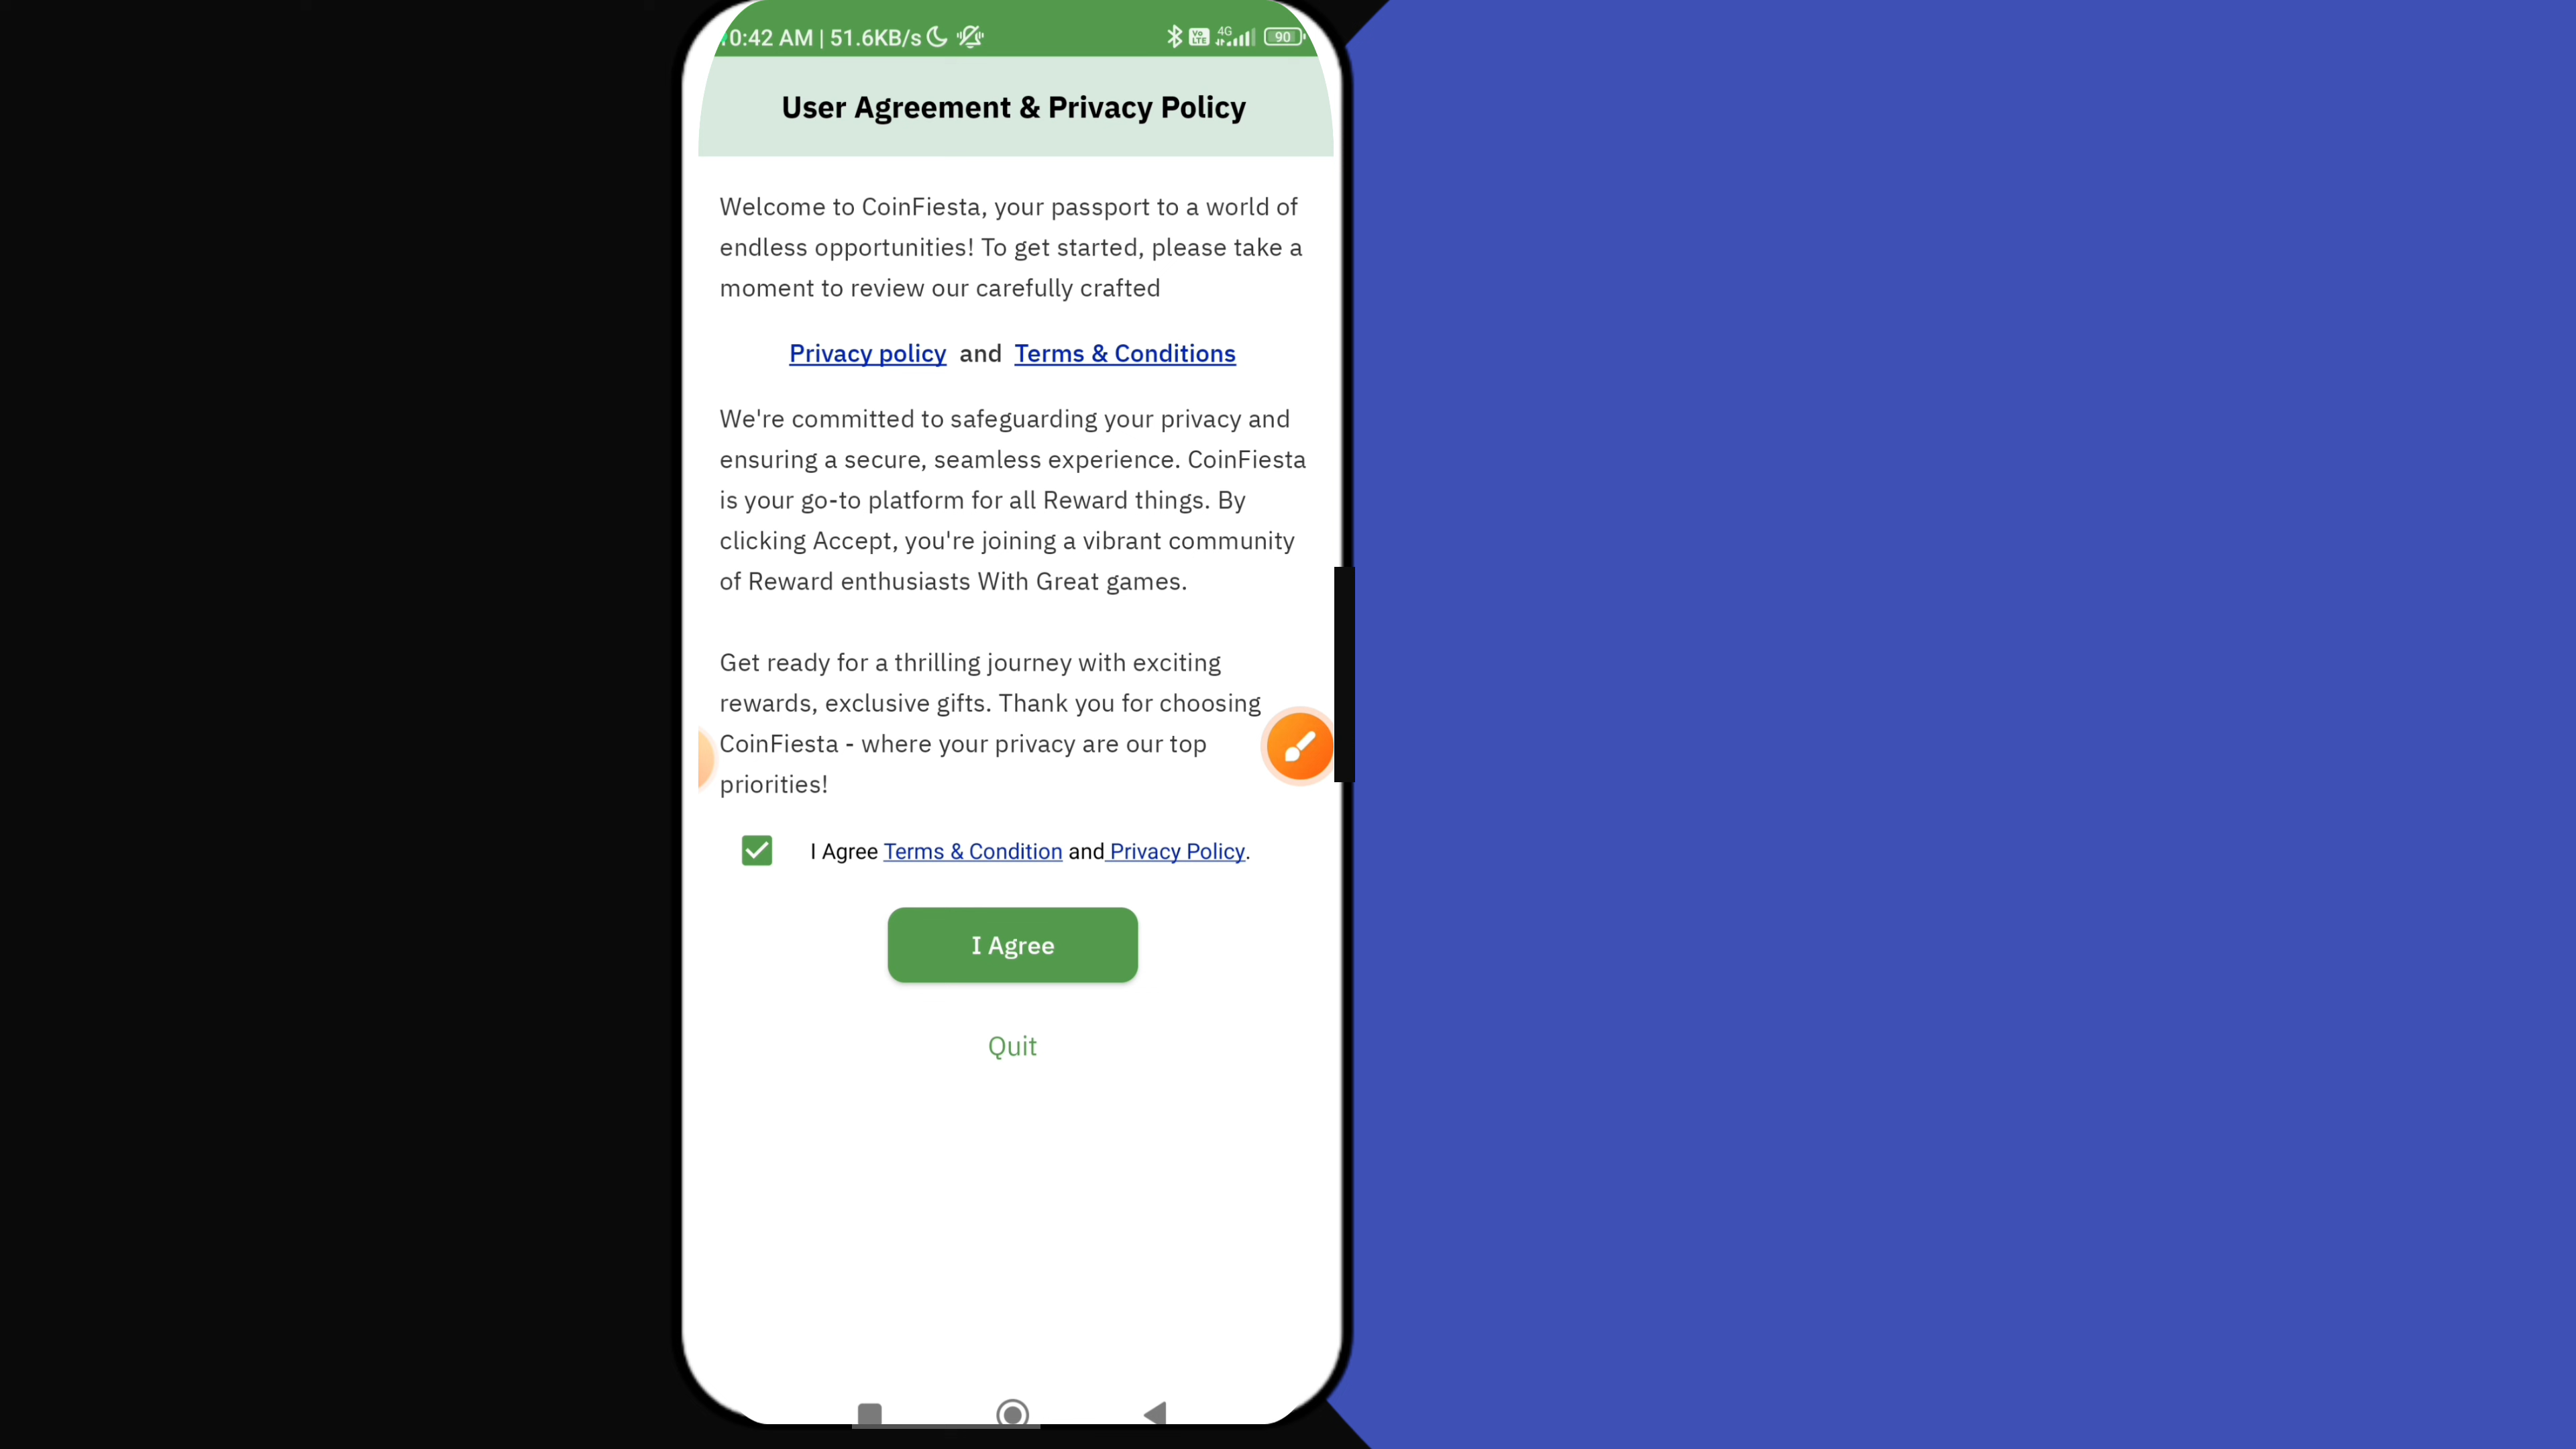 0:42 AM | 51.6KB/s
Vo LTE 4G 90
User Agreement & Privacy Policy
Welcome to CoinFiesta, your passport to a world of
endless opportunities! To get started, please take a
moment to review our carefully crafted
Privacy policy and Terms & Conditions
We're committed to safeguarding your privacy and
ensuring a secure, seamless experience. CoinFiesta
is your go-to platform for all Reward things. By
clicking Accept, you're joining a vibrant community
of Reward enthusiasts With Great games.
Get ready for a thrilling journey with exciting
rewards, exclusive gifts. Thank you for choosing
CoinFiesta - where your privacy are our top
priorities!
I Agree Terms & Condition and Privacy Policy.
I Agree
Quit